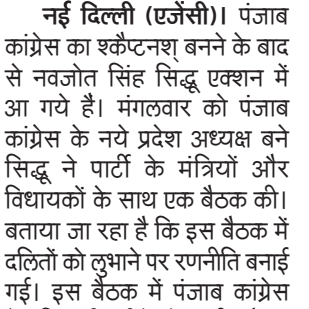 नई दिल्ली (एजेंसी)। पंजाब
कांग्रेस का श्कैप्टनश् बनने के बाद
से नवजोत सिंह सिद्धू एक्शन में
आ गये हैं। मंगलवार को पंजाब
कांग्रेस के नये प्रदेश अध्यक्ष बने
सिद्धू ने पार्टी के मंत्रियों और
विधायकों के साथ एक बैठक की।
बताया जा रहा है कि इस बैठक में
दलितों को लुभाने पर रणनीति बनाई
गई। इस बैठक में पंजाब कांग्रेस